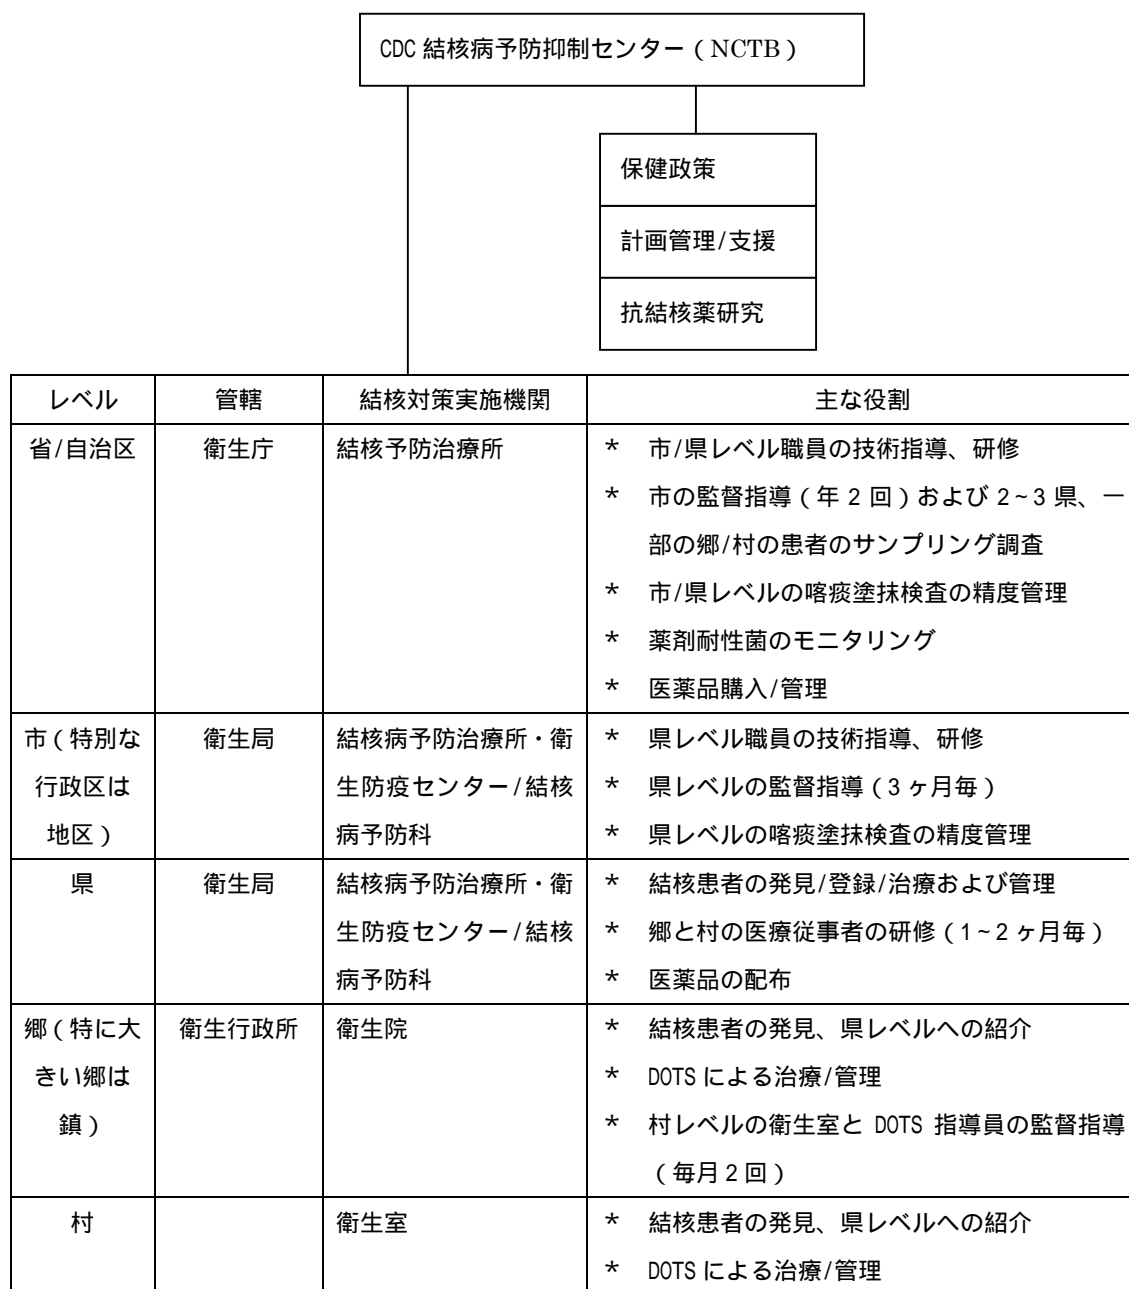 CDC 結核病予防抑制センター（NCTB）
保健政策
計画管理/支援
抗結核薬研究
レベル 管轄 結核対策実施機関 主な役割
省/自治区 衛生庁 結核予防治療所 * 市/県レベル職員の技術指導、研修
* 市の監督指導（年 2 回）および 2~3 県、一
部の郷/村の患者のサンプリング調査
* 市/県レベルの喀痰塗抹検査の精度管理
* 薬剤耐性菌のモニタリング
* 医薬品購入/管理
市（特別な 衛生局 結核病予防治療所・衛 * 県レベル職員の技術指導、研修
行政区は 生防疫センター/結核 * 県レベルの監督指導（3 ヶ月毎）
地区） 病予防科 * 県レベルの喀痰塗抹検査の精度管理
県 衛生局 結核病予防治療所・衛 * 結核患者の発見/登録/治療および管理
生防疫センター/結核 * 郷と村の医療従事者の研修（1~2 ヶ月毎）
病予防科 * 医薬品の配布
郷（特に大 衛生行政所 衛生院 * 結核患者の発見、県レベルへの紹介
きい郷は * DOTS による治療/管理
鎮） * 村レベルの衛生室と DOTS 指導員の監督指導
（毎月 2 回）
村 衛生室 * 結核患者の発見、県レベルへの紹介
* DOTS による治療/管理